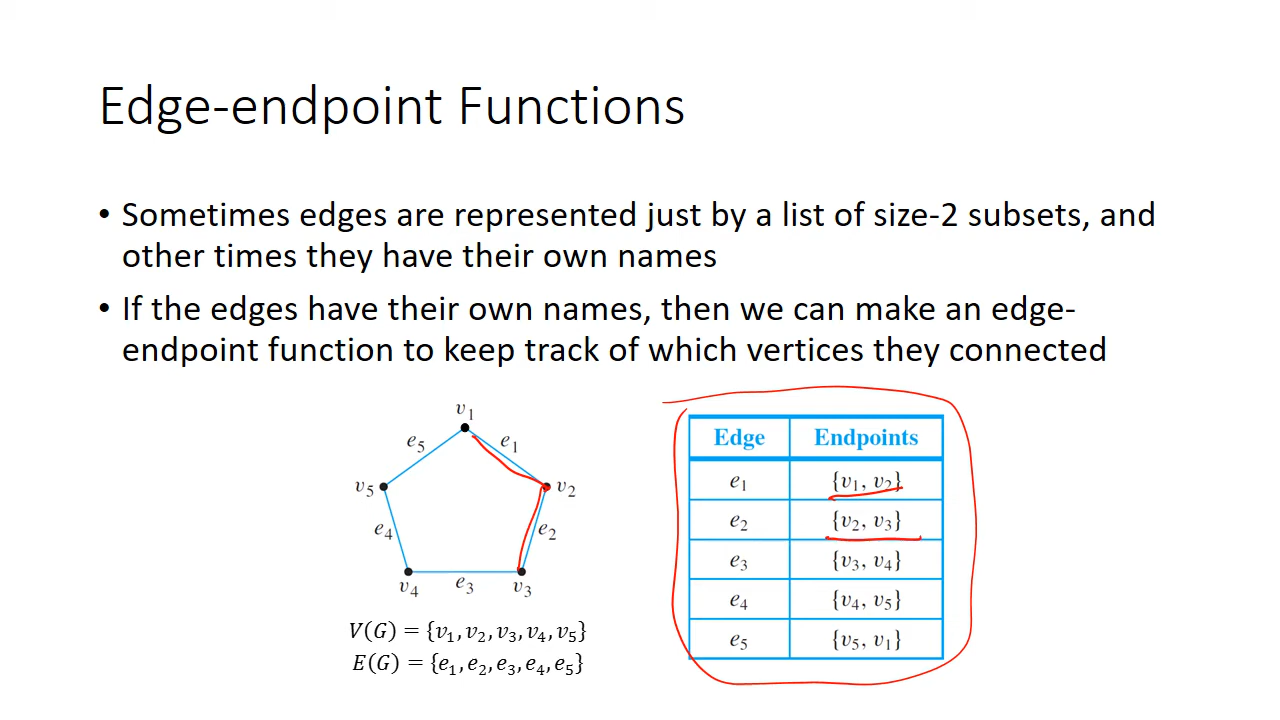 Edge-endpoint Functions
• Sometimes edges are represented just by a list of size-2 subsets, and
other times they have their own names
• If the edges have their own names, then we can make an edge-
endpoint function to keep track of which vertices they connected
v₁
e₅ e₁
v₅ v₂
e₄ e₂
v₄ e₃ v₃
V(G) = {v₁, v₂, v₃, v₄, v₅}
E(G) = {e₁, e₂, e₃, e₄, e₅}
Edge Endpoints
e₁ {v₁, v₂}
e₂ {v₂, v₃}
e₃ {v₃, v₄}
e₄ {v₄, v₅}
e₅ {v₅, v₁}